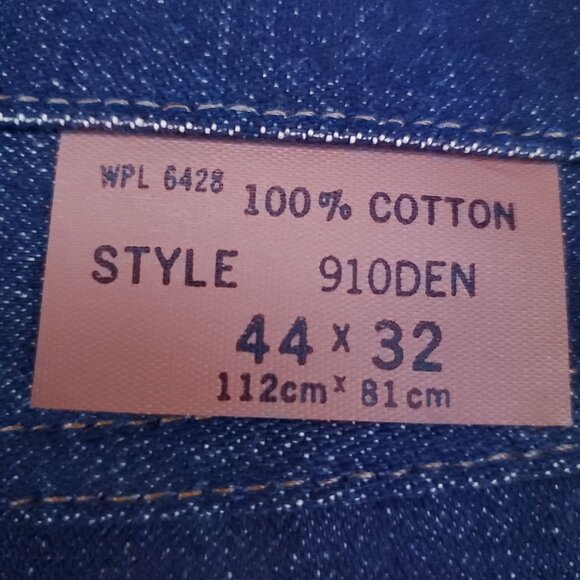 WPL 6428 100% COTTON
STYLE 910DEN
44 x 32
112cm x 81cm